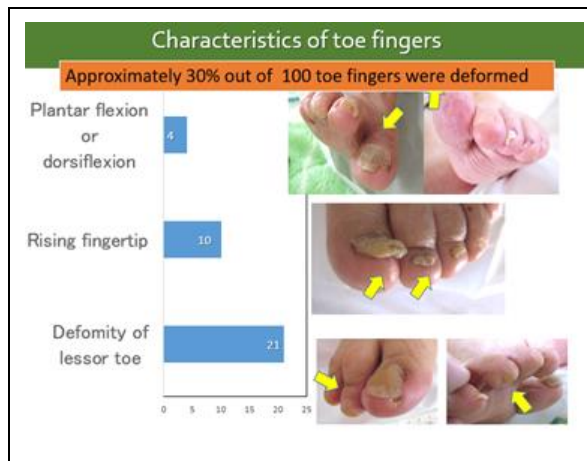 Characteristics of toe fingers
Approximately 30% out of 100 toe fingers were deformed
Plantar flexion
or
dorsiflexion
4
Rising fingertip
10
Defomity of
lessor toe
21
0 5 10 15 20 25